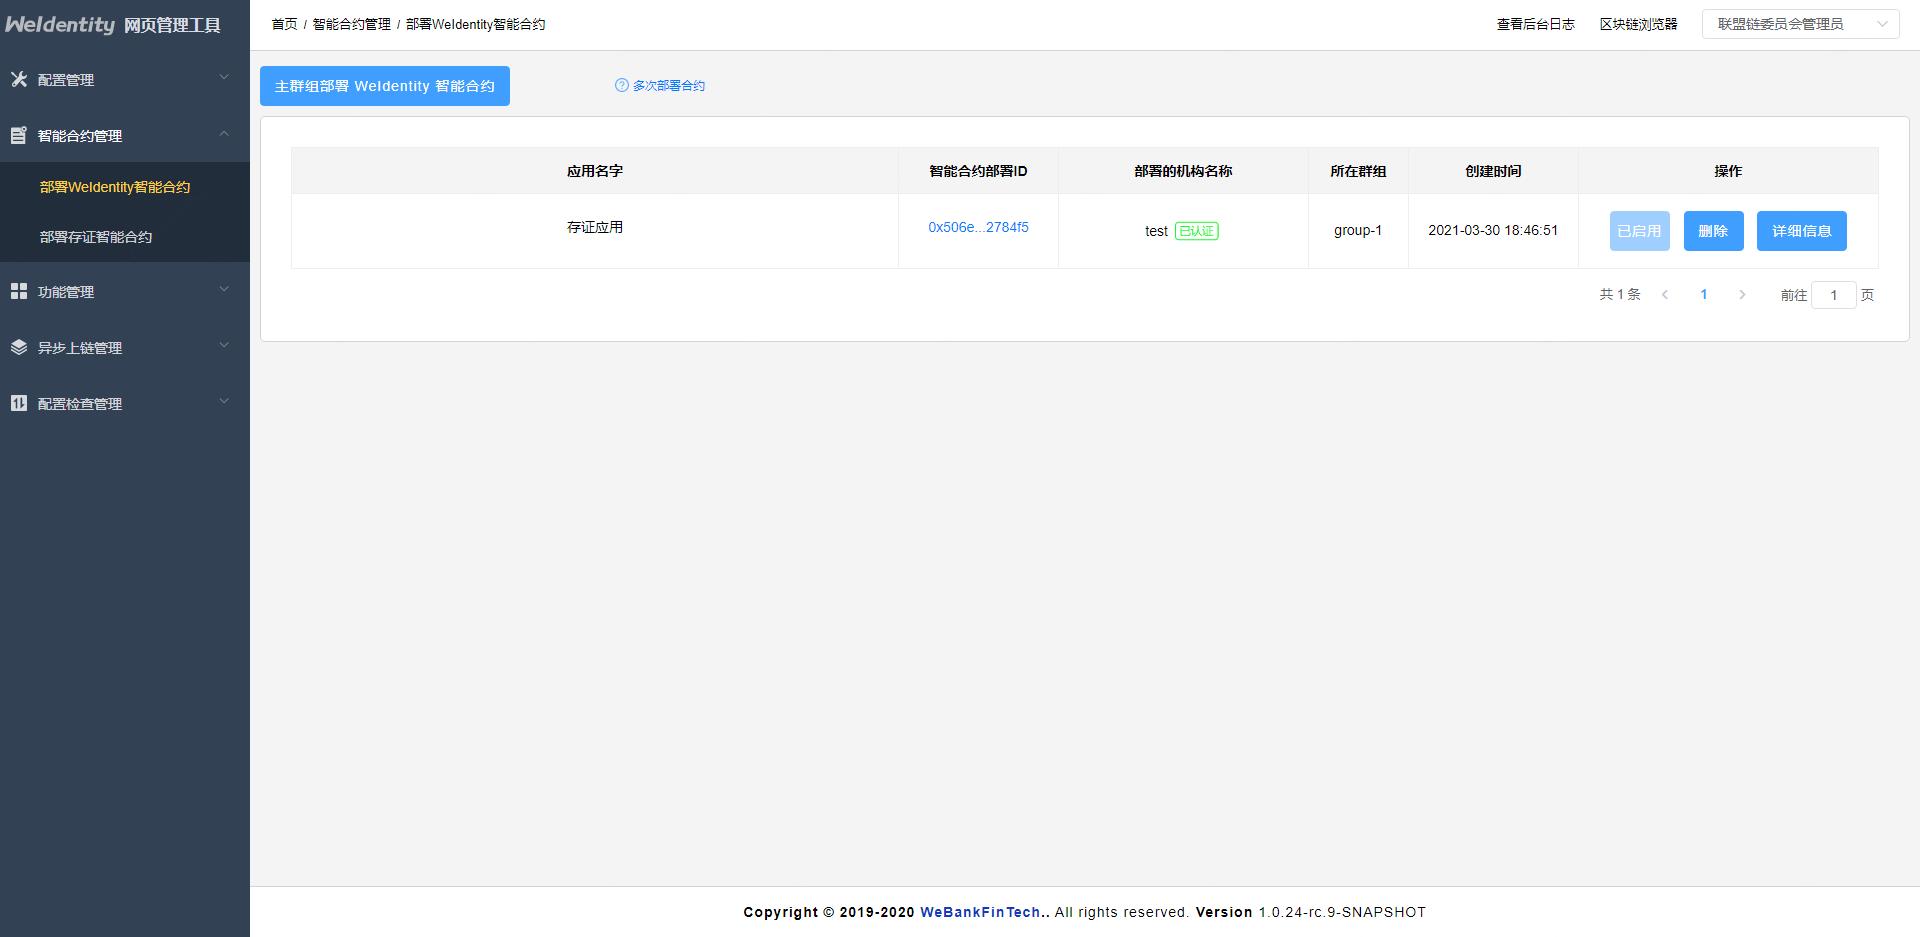 WeIdentity 网页管理工具
首页 / 智能合约管理 / 部署WeIdentity智能合约
查看后台日志
区块链浏览器
联盟链委员会管理员
配置管理
智能合约管理
部署WeIdentity智能合约
部署存证智能合约
功能管理
异步上链管理
配置检查管理
主群组部署 WeIdentity 智能合约
多次部署合约
应用名字 智能合约部署ID 部署的机构名称 所在群组 创建时间 操作
存证应用 0x506e...2784f5 test 已认证 group-1 2021-03-30 18:46:51 已启用 删除 详细信息
共 1 条 1 前往 1 页
Copyright © 2019-2020 WeBankFinTech.. All rights reserved. Version 1.0.24-rc.9-SNAPSHOT